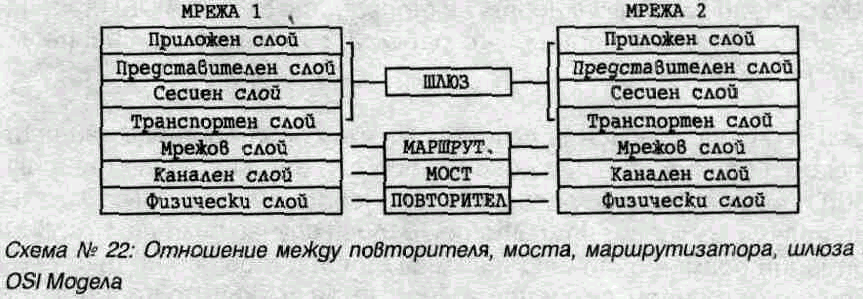 МРЕЖА 1 МРЕЖА 2
Приложен слой Приложен слой
Представителен слой Представителен слой
ШЛЮЗ
Сесиен слой Сесиен слой
Транспортен слой Транспортен слой
Мрежов слой МАРШРУТ. Мрежов слой
Канален слой МОСТ Канален слой
Физически слой ПОВТОРИТЕЛ Физически слой
Схема № 22: Отношение между повторителя, моста, маршрутизатора, шлюза
OSI Модела